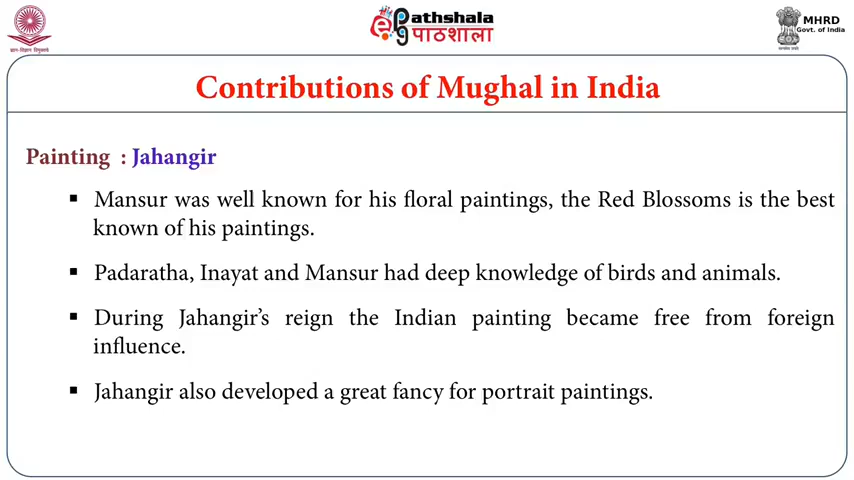 ePathshala
पाठशाला
MHRD
Govt. of India
Contributions of Mughal in India
Painting : Jahangir
▪ Mansur was well known for his floral paintings, the Red Blossoms is the best
known of his paintings.
▪ Padaratha, Inayat and Mansur had deep knowledge of birds and animals.
▪ During Jahangir's reign the Indian painting became free from foreign
influence.
▪ Jahangir also developed a great fancy for portrait paintings.